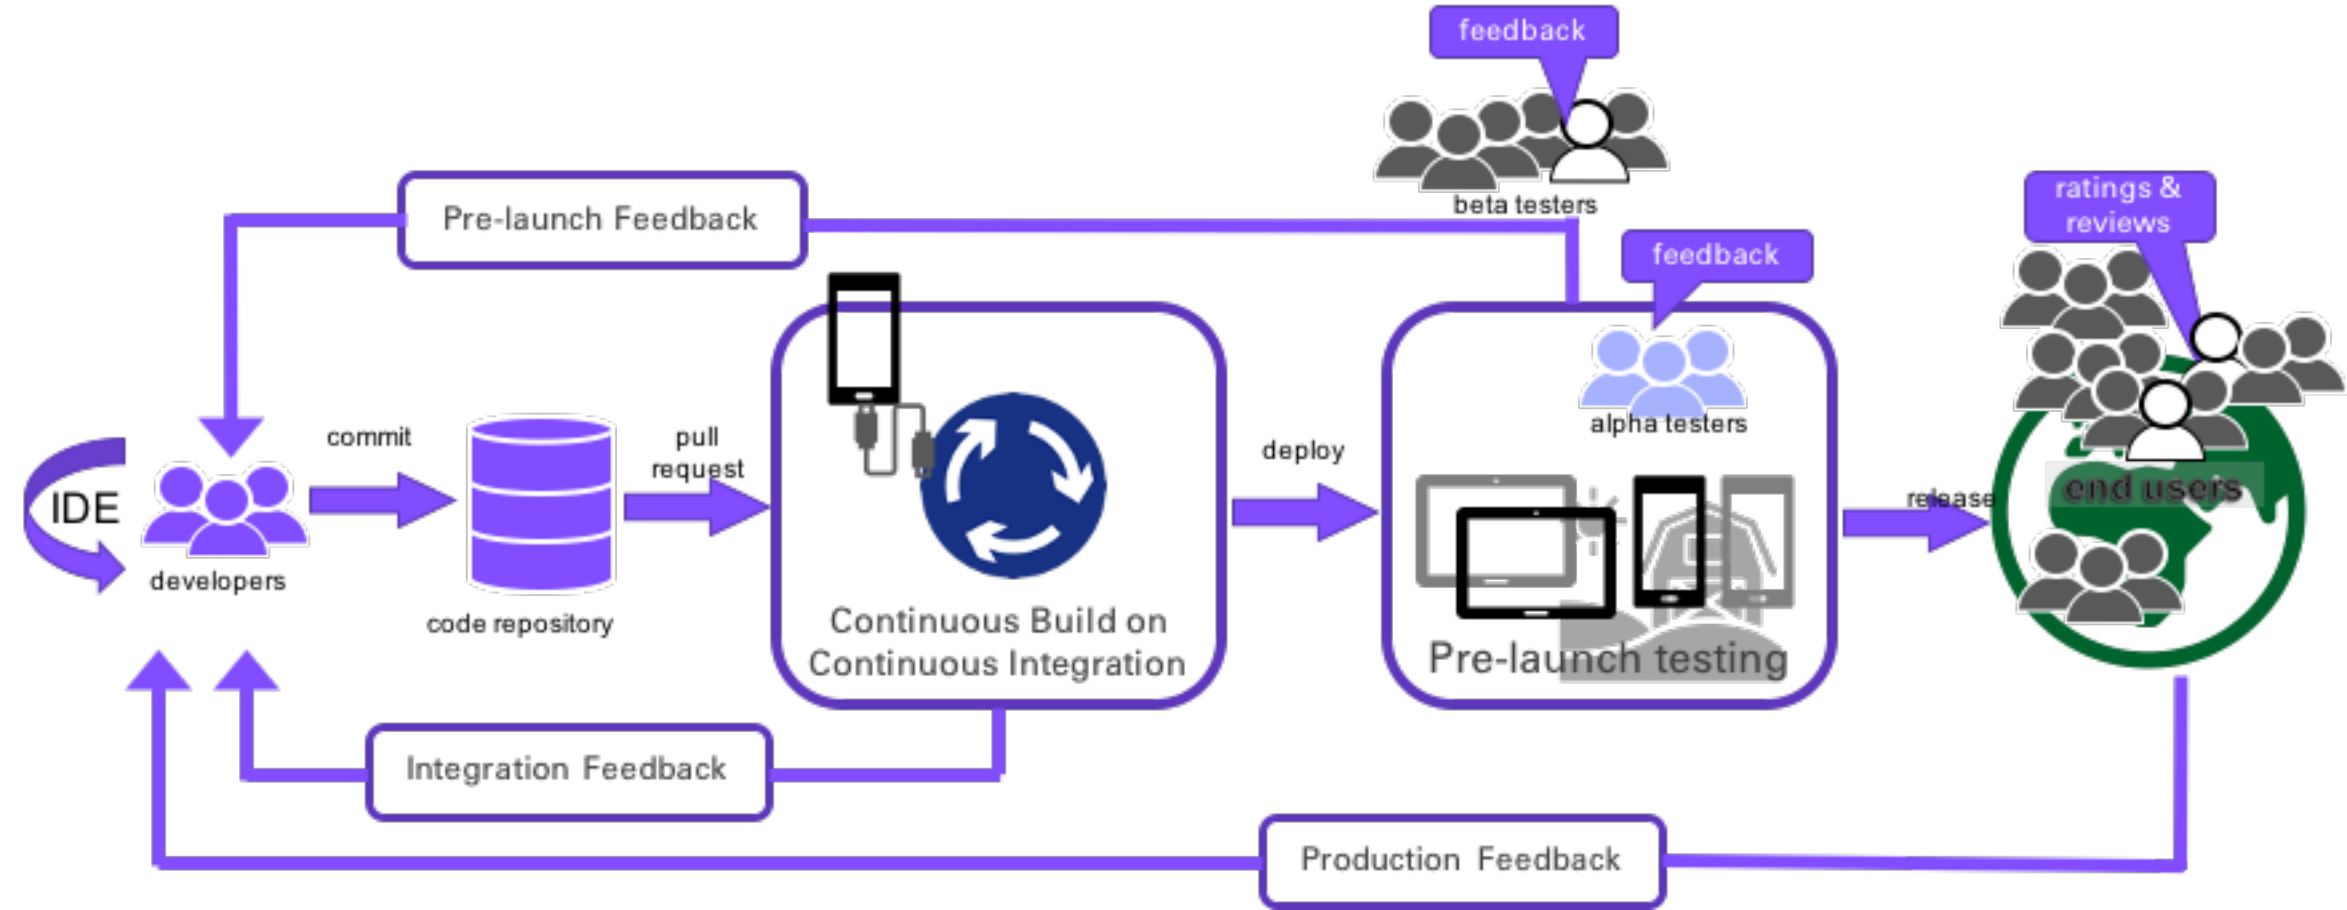 feedback
beta testers
ratings &
reviews
Pre-launch Feedback
feedback
alpha testers
IDE
developers
commit
code repository
pull
request
Continuous Build on
Continuous Integration
deploy
Pre-launch testing
release
end users
Integration Feedback
Production Feedback